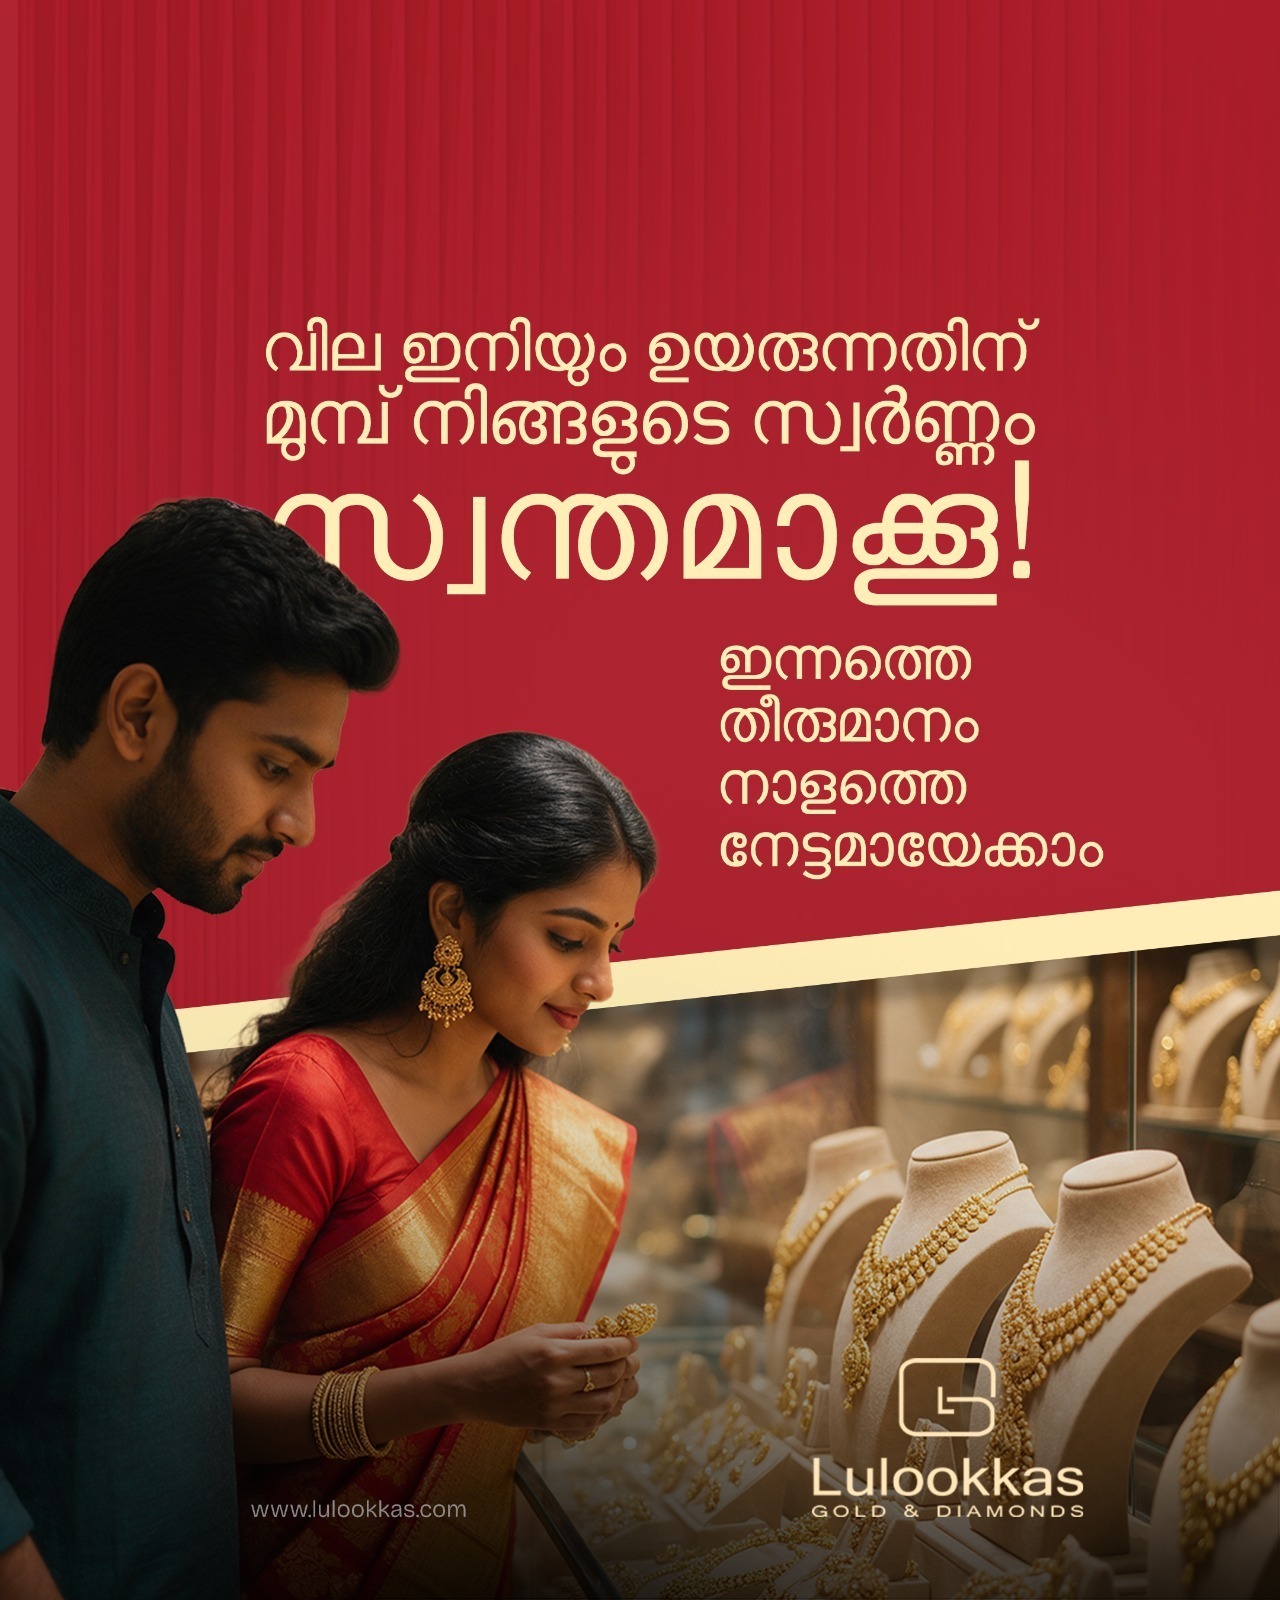 വില ഇനിയും ഉയരുന്നതിന്
മുമ്പ് നിങ്ങളുടെ സ്വർണ്ണം
സ്വന്തമാക്കൂ!
ഇന്നത്തെ
തീരുമാനം
നാളത്തെ
നേട്ടമായേക്കാം
Lulookkas
GOLD & DIAMONDS
www.lulookkas.com